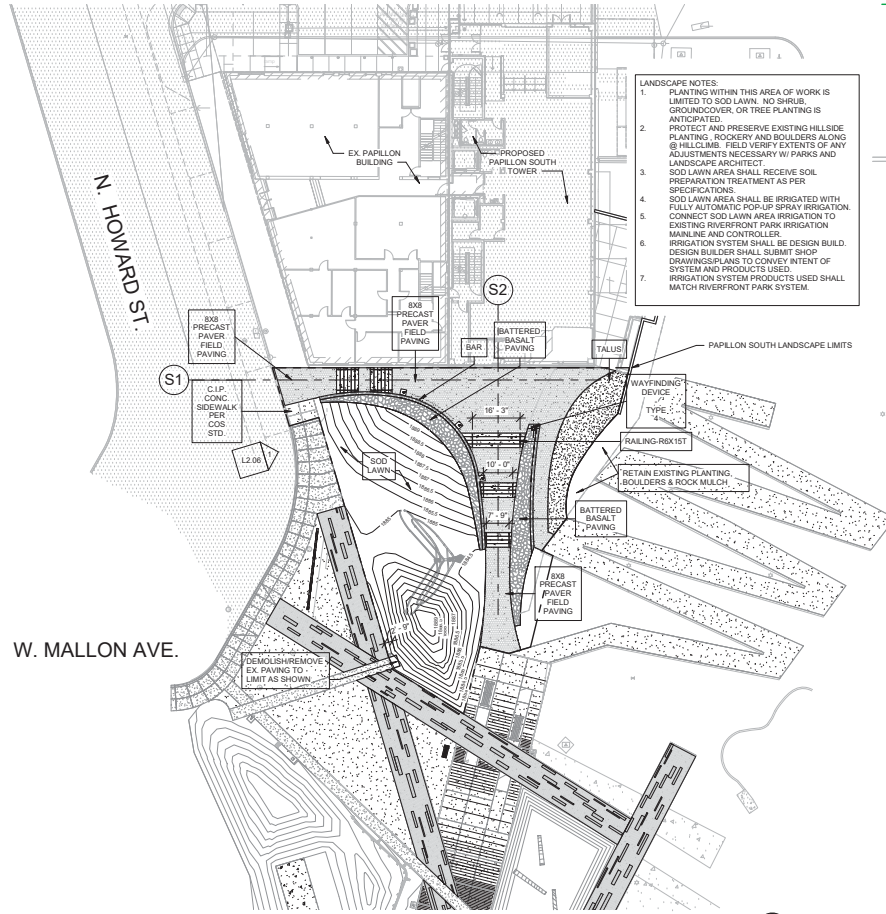 LANDSCAPE NOTES:
1. PLANTING WITHIN THIS AREA OF WORK IS
LIMITED TO SOD LAWN. NO SHRUB,
GROUNDCOVER, OR TREE PLANTING IS
ANTICIPATED.
2. PROTECT AND PRESERVE EXISTING HILLSIDE
PLANTING , ROCKERY AND BOULDERS ALONG
@ HILLCLIMB. FIELD VERIFY EXTENTS OF ANY
ADJUSTMENTS NECESSARY W/ PARKS AND
LANDSCAPE ARCHITECT.
3. SOD LAWN AREA SHALL RECEIVE SOIL
PREPARATION TREATMENT AS PER
SPECIFICATIONS.
4. SOD LAWN AREA SHALL BE IRRIGATED WITH
FULLY AUTOMATIC POP-UP SPRAY IRRIGATION.
5. CONNECT SOD LAWN AREA IRRIGATION TO
EXISTING RIVERFRONT PARK IRRIGATION
MAINLINE AND CONTROLLER.
6. IRRIGATION SYSTEM SHALL BE DESIGN BUILD.
DESIGN BUILDER SHALL SUBMIT SHOP
DRAWINGS/PLANS TO CONVEY INTENT OF
SYSTEM AND PRODUCTS USED.
7. IRRIGATION SYSTEM PRODUCTS USED SHALL
MATCH RIVERFRONT PARK SYSTEM.
EX. PAPILLON
BUILDING
PROPOSED
PAPILLON SOUTH
TOWER
N. HOWARD ST.
S2
8X8
PRECAST
PAVER
FIELD
PAVING
8X8
PRECAST
PAVER
FIELD
PAVING
BAR
BATTERED
BASALT
PAVING
TALUS
PAPILLON SOUTH LANDSCAPE LIMITS
S1
C.I.P.
CONC.
SIDEWALK
PER
COS
STD.
WAYFINDING
DEVICE
TYPE
4
16' - 3"
RAILING-R6X15T
1
L2.06
SOD
LAWN
10' - 0"
RETAIN EXISTING PLANTING,
BOULDERS & ROCK MULCH
7' - 9"
BATTERED
BASALT
PAVING
8X8
PRECAST
PAVER
FIELD
PAVING
W. MALLON AVE.
DEMOLISH/REMOVE
EX. PAVING TO
LIMIT AS SHOWN